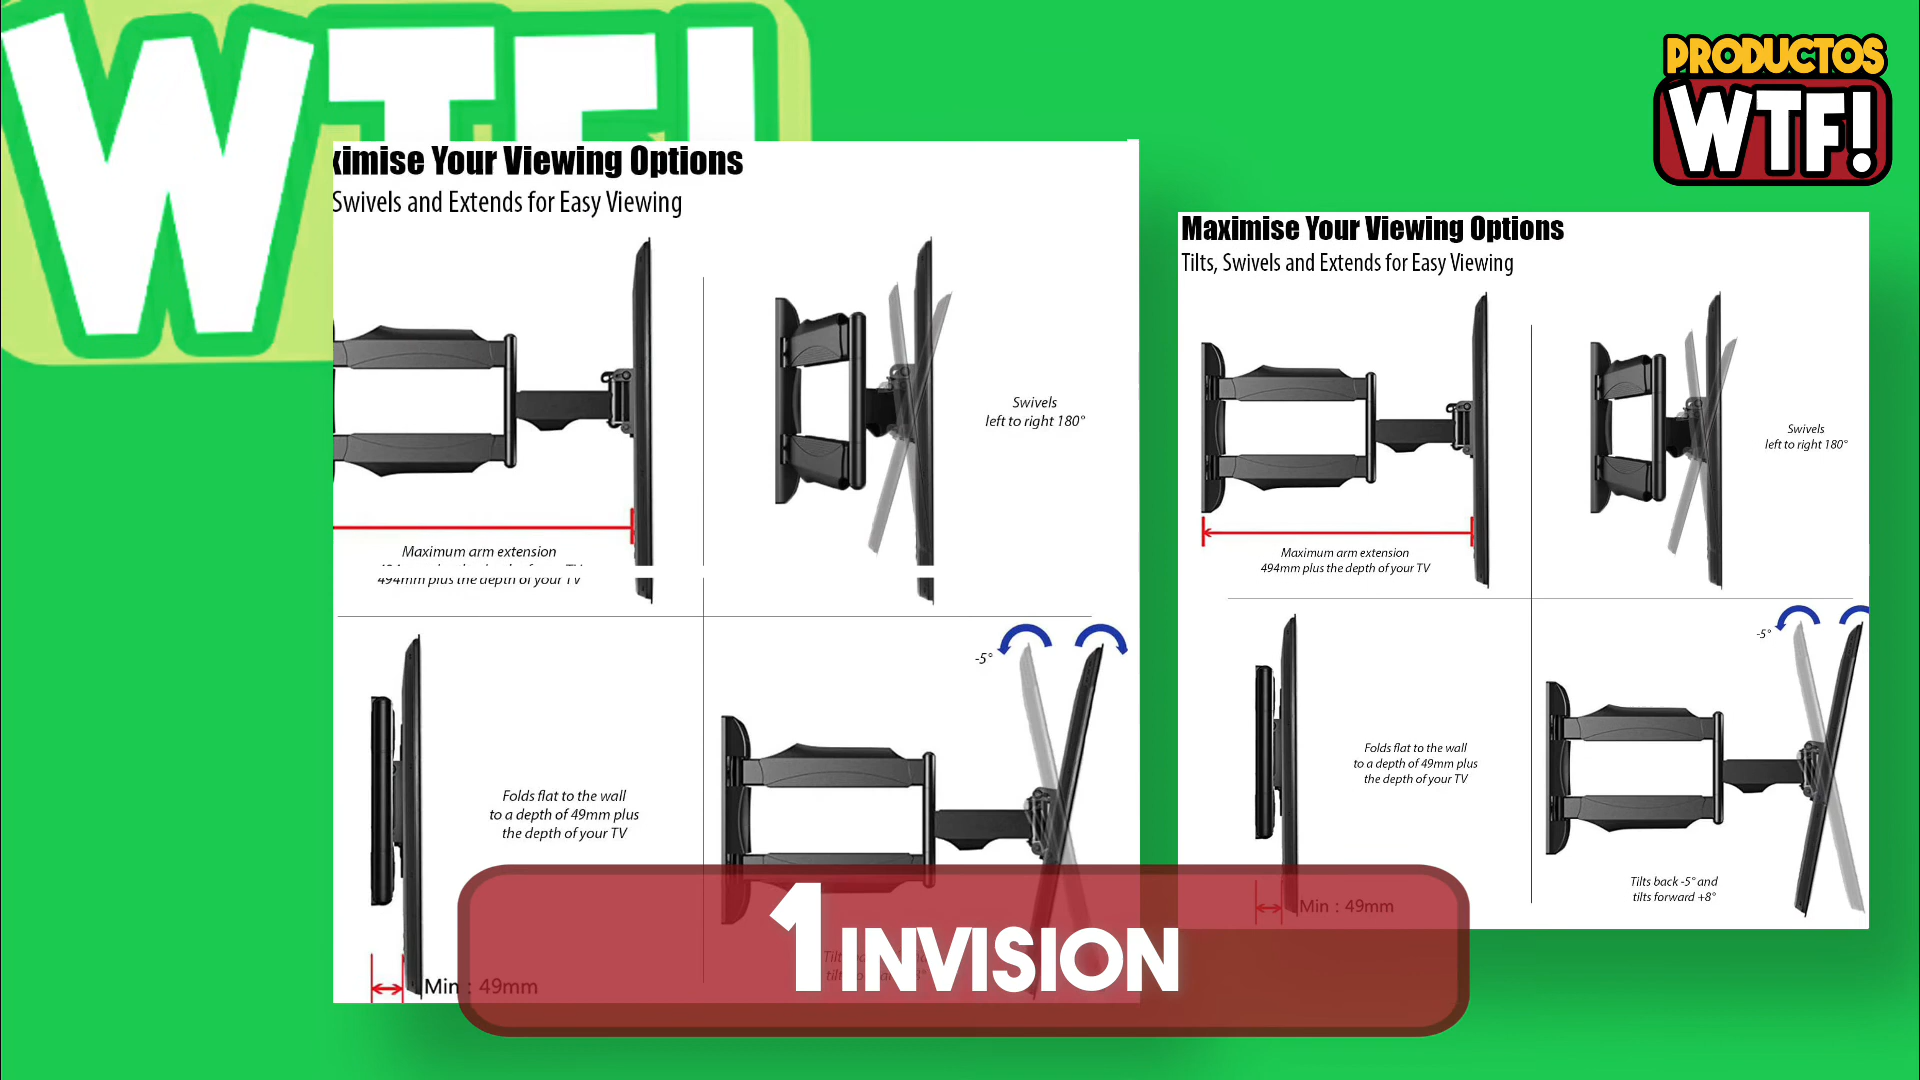 WTF!
PRODUCTOS
WTF!
ximise Your Viewing Options
Swivels and Extends for Easy Viewing
Swivels
left to right 180°
Maximum arm extension
494mm plus the depth of your TV
-5°
Folds flat to the wall
to a depth of 49mm plus
the depth of your TV
Min : 49mm
Maximise Your Viewing Options
Tilts, Swivels and Extends for Easy Viewing
Swivels
left to right 180°
Maximum arm extension
494mm plus the depth of your TV
-5°
Folds flat to the wall
to a depth of 49mm plus
the depth of your TV
Tilts back -5° and
tilts forward +8°
Min : 49mm
1 INVISION